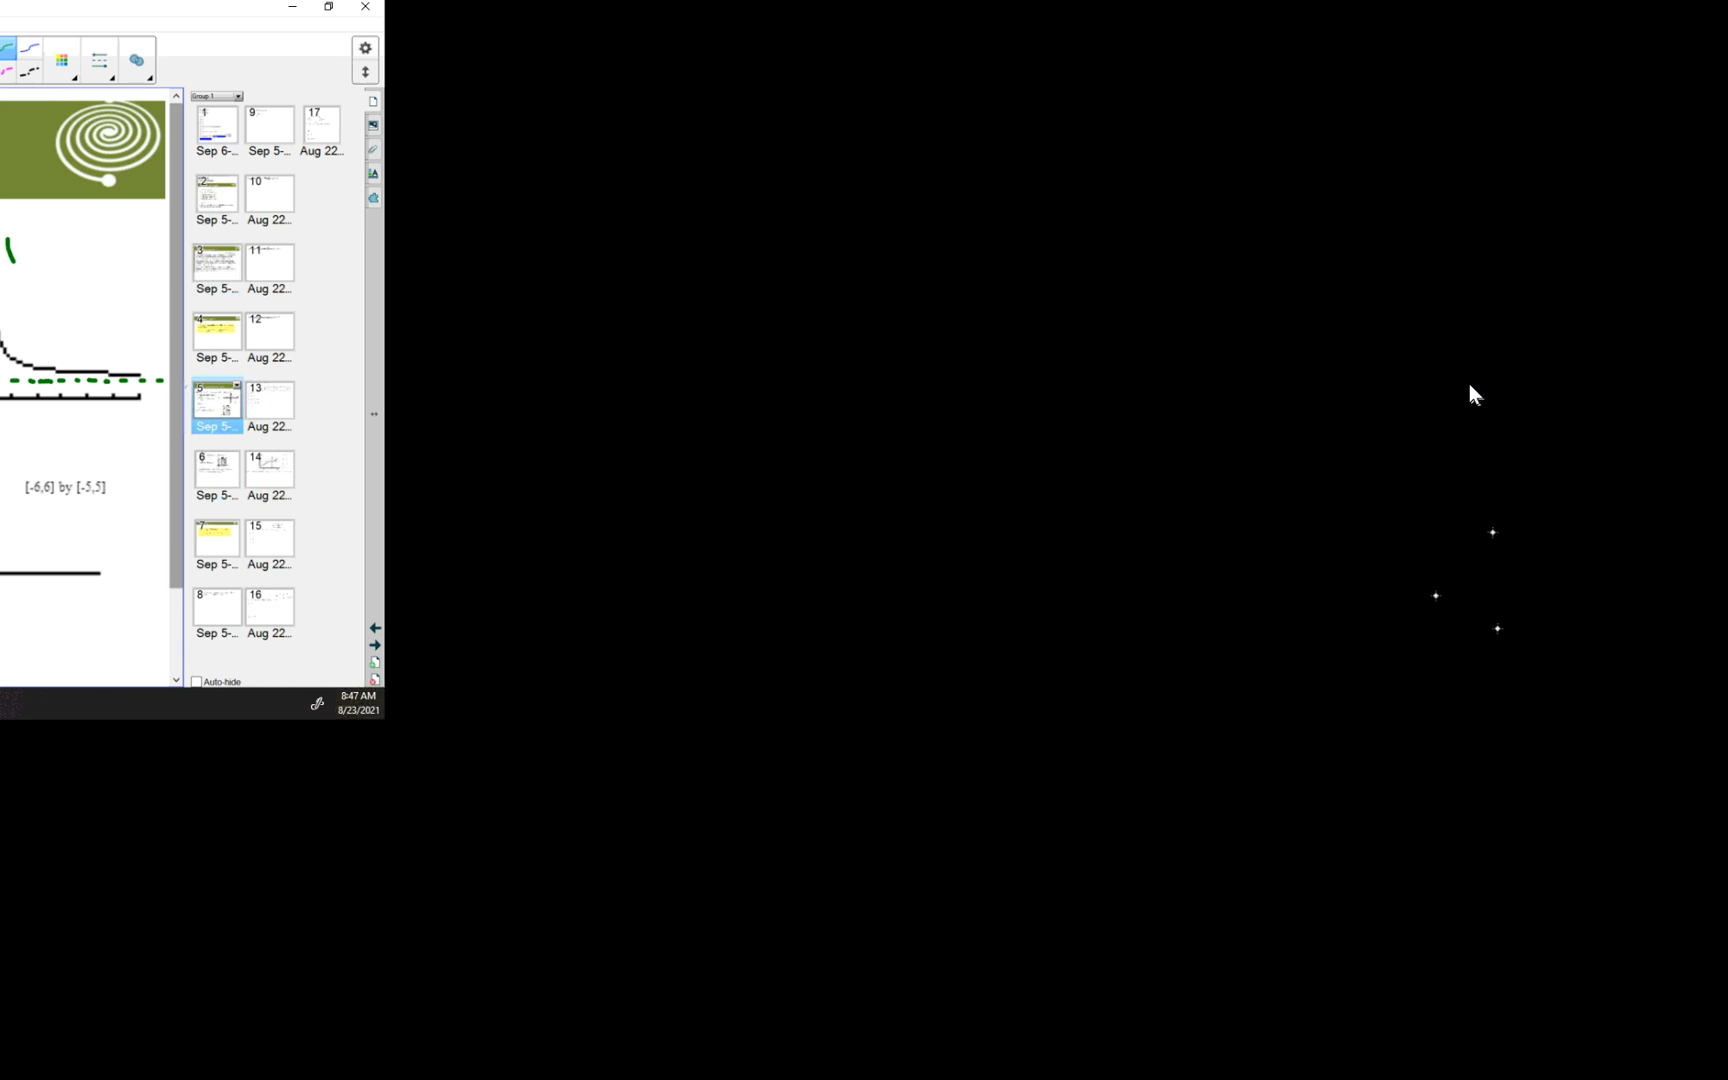 Group 1
1
9
17
Sep 6-...
Sep 5-...
Aug 22...
2
10
Sep 5-...
Aug 22...
3
11
Sep 5-...
Aug 22...
4
12
Sep 5-...
Aug 22...
5
13
Sep 5-...
Aug 22...
6
14
Sep 5-...
Aug 22...
[-6,6] by [-5,5]
7
15
Sep 5-...
Aug 22...
8
16
Sep 5-...
Aug 22...
Auto-hide
8:47 AM
8/23/2021